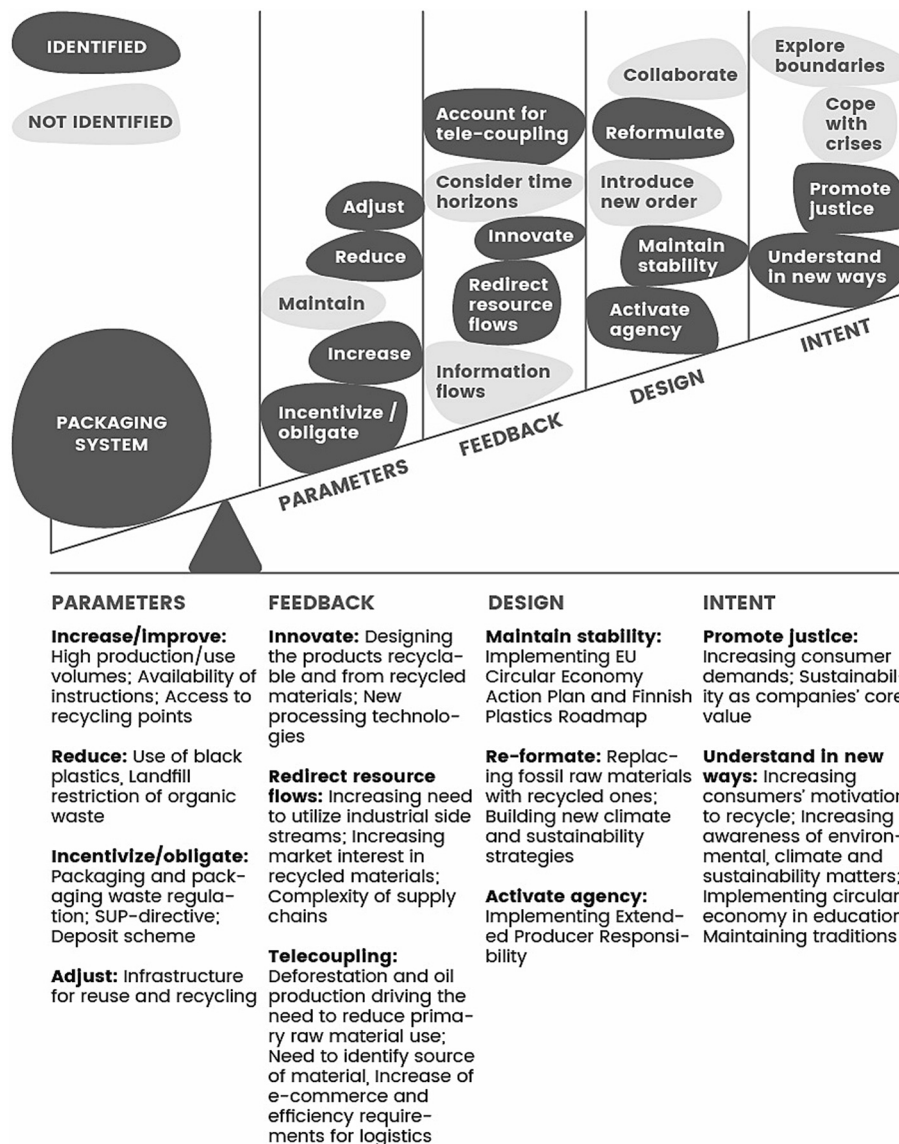 IDENTIFIED
NOT IDENTIFIED
PACKAGING
SYSTEM
Adjust
Reduce
Maintain
Increase
Incentivize /
obligate
PARAMETERS
Account for
tele-coupling
Consider time
horizons
Innovate
Redirect
resource
flows
Information
flows
FEEDBACK
Collaborate
Reformulate
Introduce
new order
Maintain
stability
Activate
agency
DESIGN
Explore
boundaries
Cope
with
crises
Promote
justice
Understand
in new ways
INTENT
PARAMETERS
Increase/improve:
High production/use
volumes; Availability of
instructions; Access to
recycling points
Reduce: Use of black
plastics, Landfill
restriction of organic
waste
Incentivize/obligate:
Packaging and pack-
aging waste regula-
tion; SUP-directive;
Deposit scheme
Adjust: Infrastructure
for reuse and recycling
FEEDBACK
Innovate: Designing
the products recycla-
ble and from recycled
materials; New
processing technolo-
gies
Redirect resource
flows: Increasing need
to utilize industrial side
streams; Increasing
market interest in
recycled materials;
Complexity of supply
chains
Telecoupling:
Deforestation and oil
production driving the
need to reduce prima-
ry raw material use;
Need to identify source
of material, Increase of
e-commerce and
efficiency require-
ments for logistics
DESIGN
Maintain stability:
Implementing EU
Circular Economy
Action Plan and Finnish
Plastics Roadmap
Re-formate: Replac-
ing fossil raw materials
with recycled ones;
Building new climate
and sustainability
strategies
Activate agency:
Implementing Extend-
ed Producer Responsi-
bility
INTENT
Promote justice:
Increasing consumer
demands; Sustainabil-
ity as companies' core
value
Understand in new
ways: Increasing
consumers' motivation
to recycle; Increasing
awareness of environ-
mental, climate and
sustainability matters;
Implementing circular
economy in education
Maintaining traditions